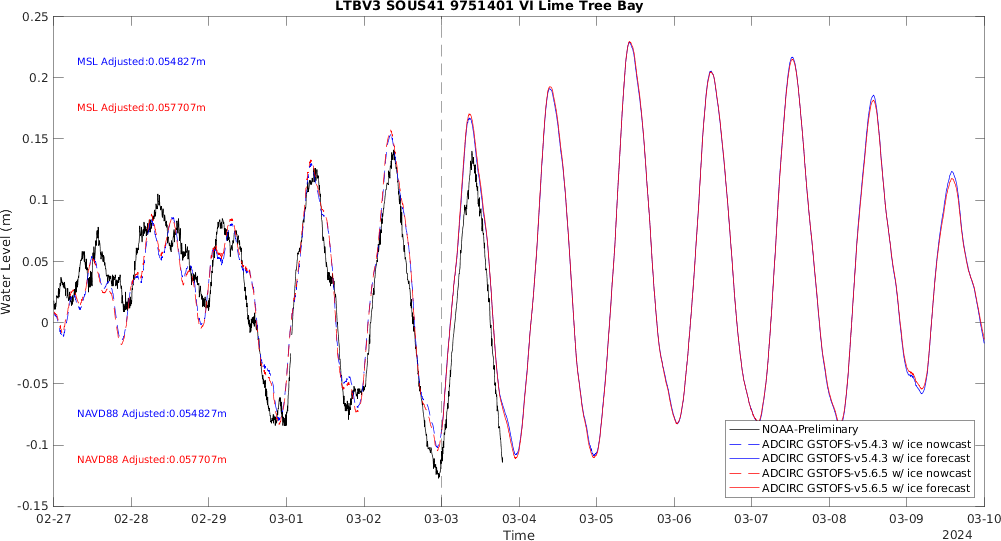 LTBV3 SOUS41 9751401 VI Lime Tree Bay
0.25
0.2
0.15
0.1
0.05
0
-0.05
-0.1
-0.15
Water Level (m)
MSL Adjusted:0.054827m
MSL Adjusted:0.057707m
NAVD88 Adjusted:0.054827m
NAVD88 Adjusted:0.057707m
NOAA-Preliminary
ADCIRC GSTOFS-v5.4.3 w/ ice nowcast
ADCIRC GSTOFS-v5.4.3 w/ ice forecast
ADCIRC GSTOFS-v5.6.5 w/ ice nowcast
ADCIRC GSTOFS-v5.6.5 w/ ice forecast
02-27 02-28 02-29 03-01 03-02 03-03 03-04 03-05 03-06 03-07 03-08 03-09 03-10
Time
2024